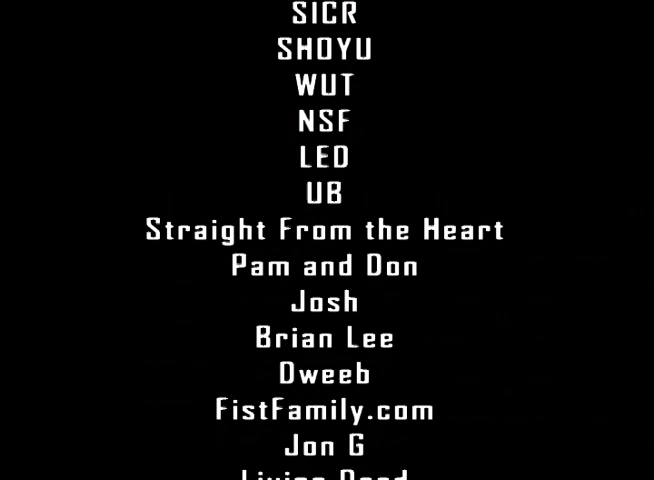 SICR
SHOYU
WUT
NSF
LED
UB
Straight From the Heart
Pam and Don
Josh
Brian Lee
Dweeb
FistFamily.com
Jon G